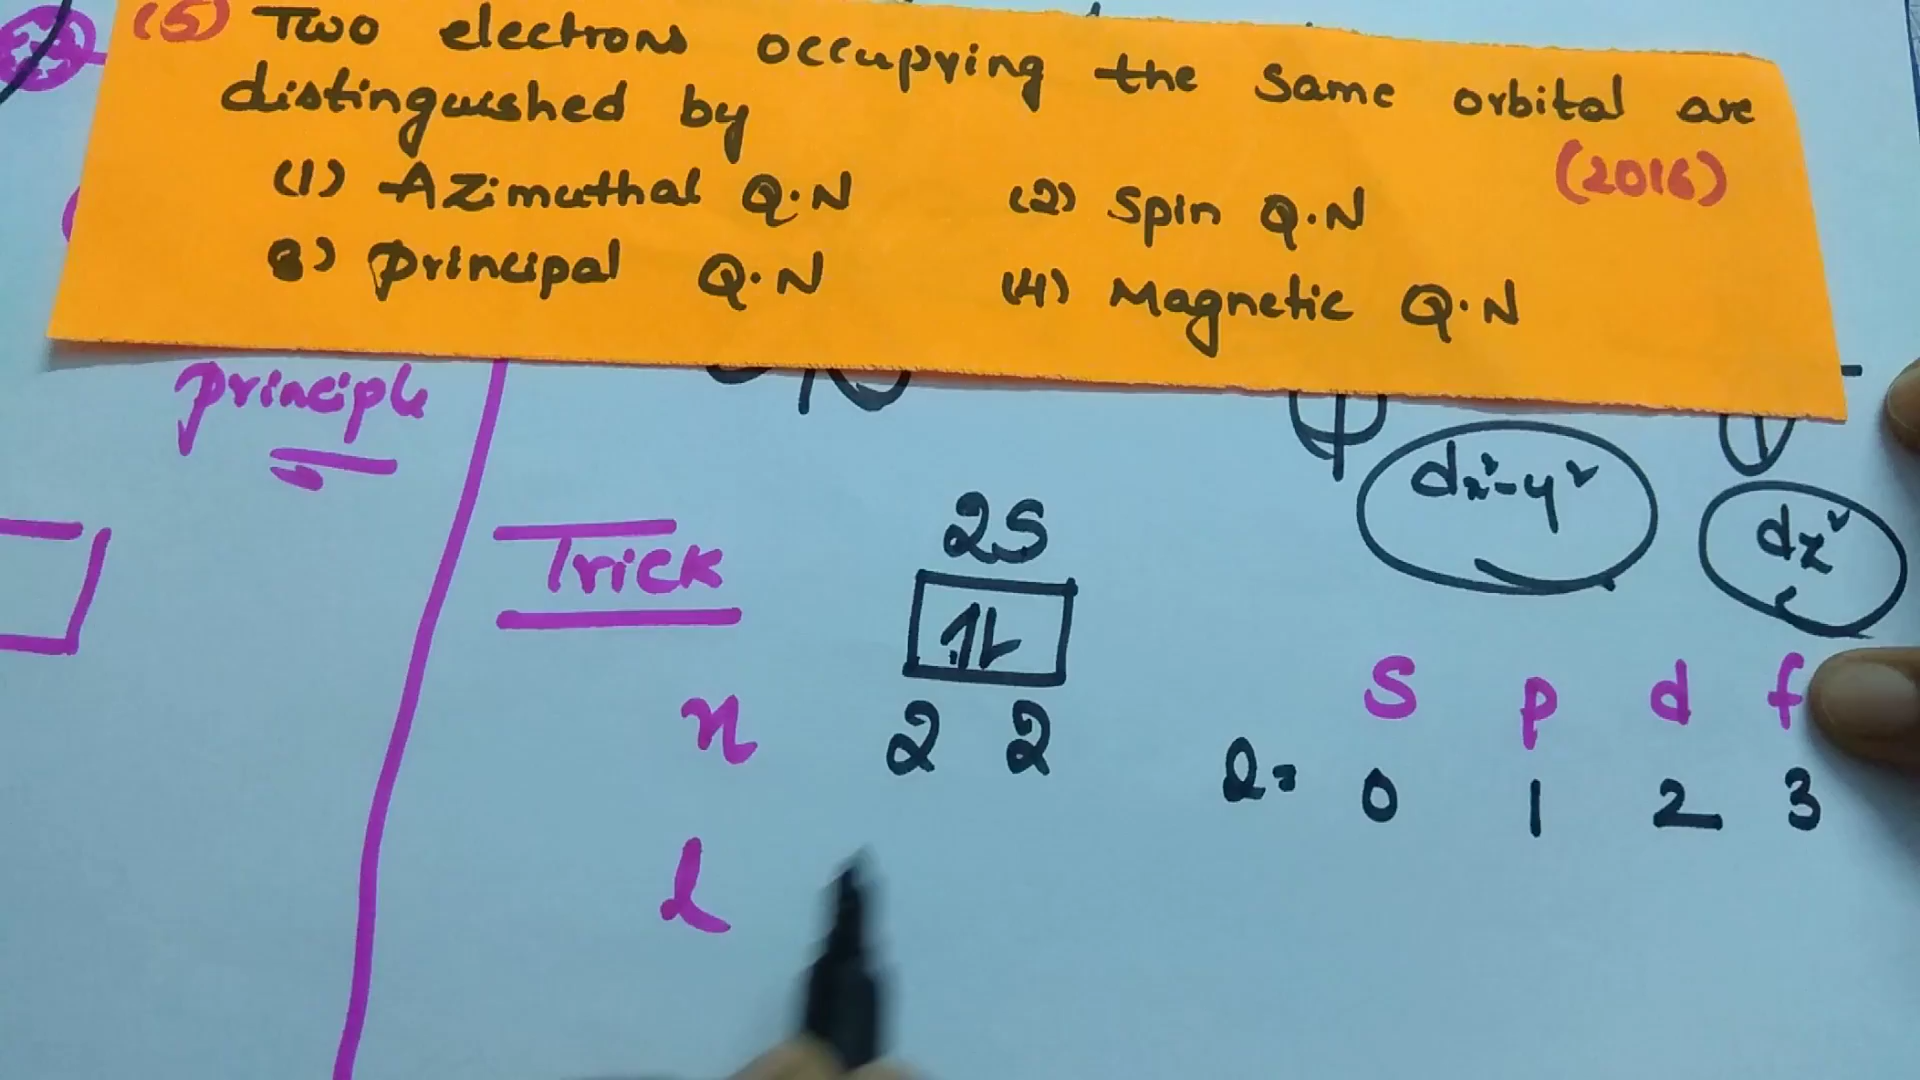 (5) Two electrons occupying the same orbital are
distinguished by
(2016)
(1) Azimuthal Q.N (2) Spin Q.N
3) principal Q.N (4) Magnetic Q.N
principle
dx²-y²
dz²
Trick
2S
1L
n 2 2
S p d f
l= 0 1 2 3
l